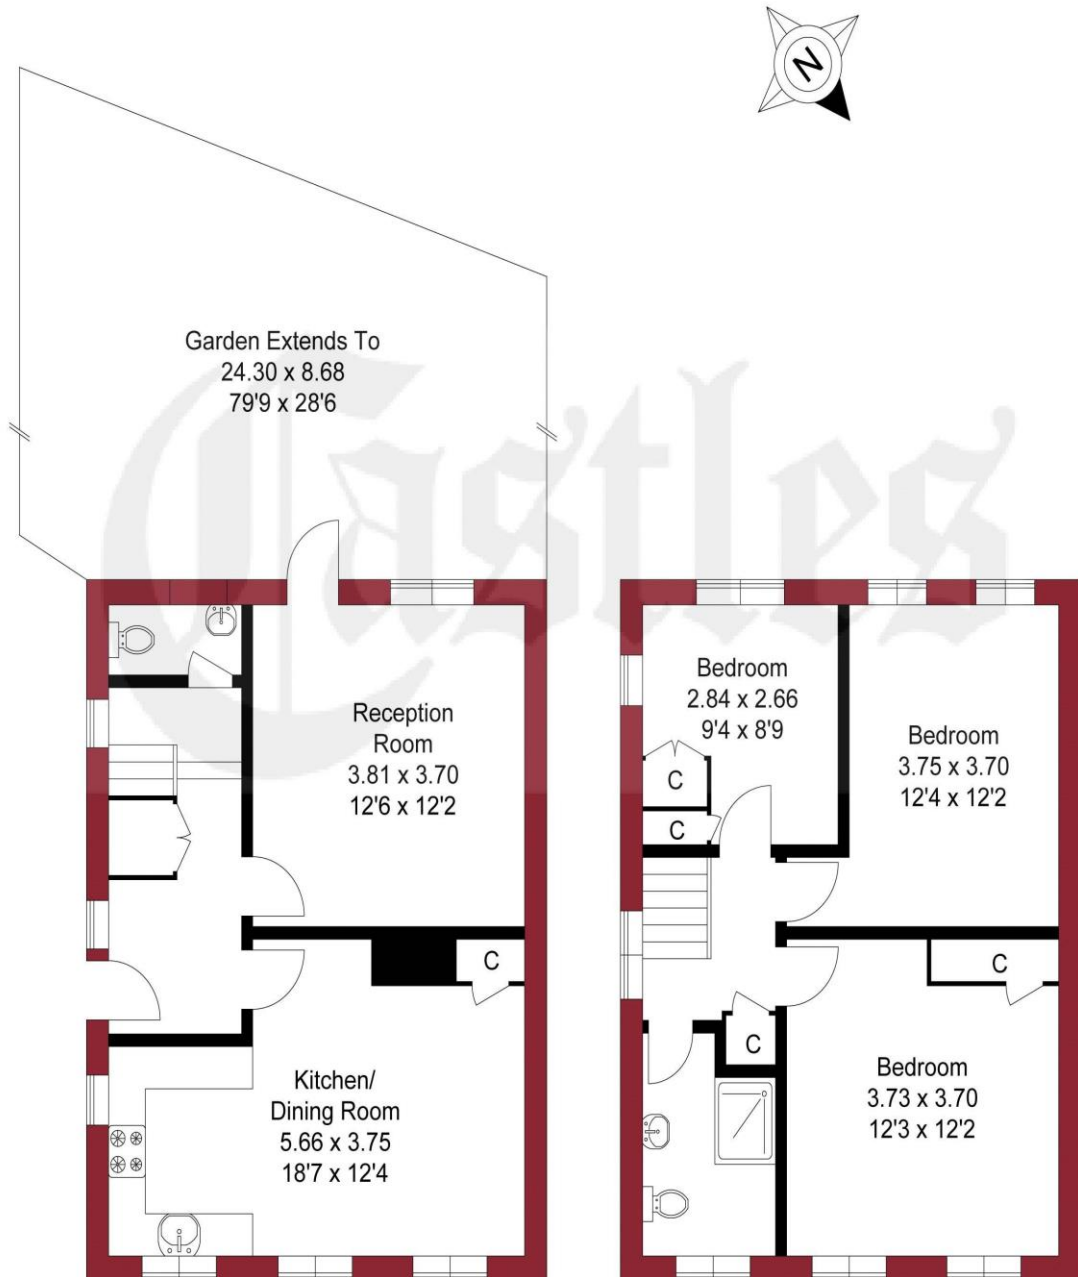 N
Garden Extends To
24.30 x 8.68
79'9 x 28'6
Castles
Reception
Room
3.81 x 3.70
12'6 x 12'2
C
Kitchen/
Dining Room
5.66 x 3.75
18'7 x 12'4
Bedroom
2.84 x 2.66
9'4 x 8'9
C
C
Bedroom
3.75 x 3.70
12'4 x 12'2
C
C
Bedroom
3.73 x 3.70
12'3 x 12'2